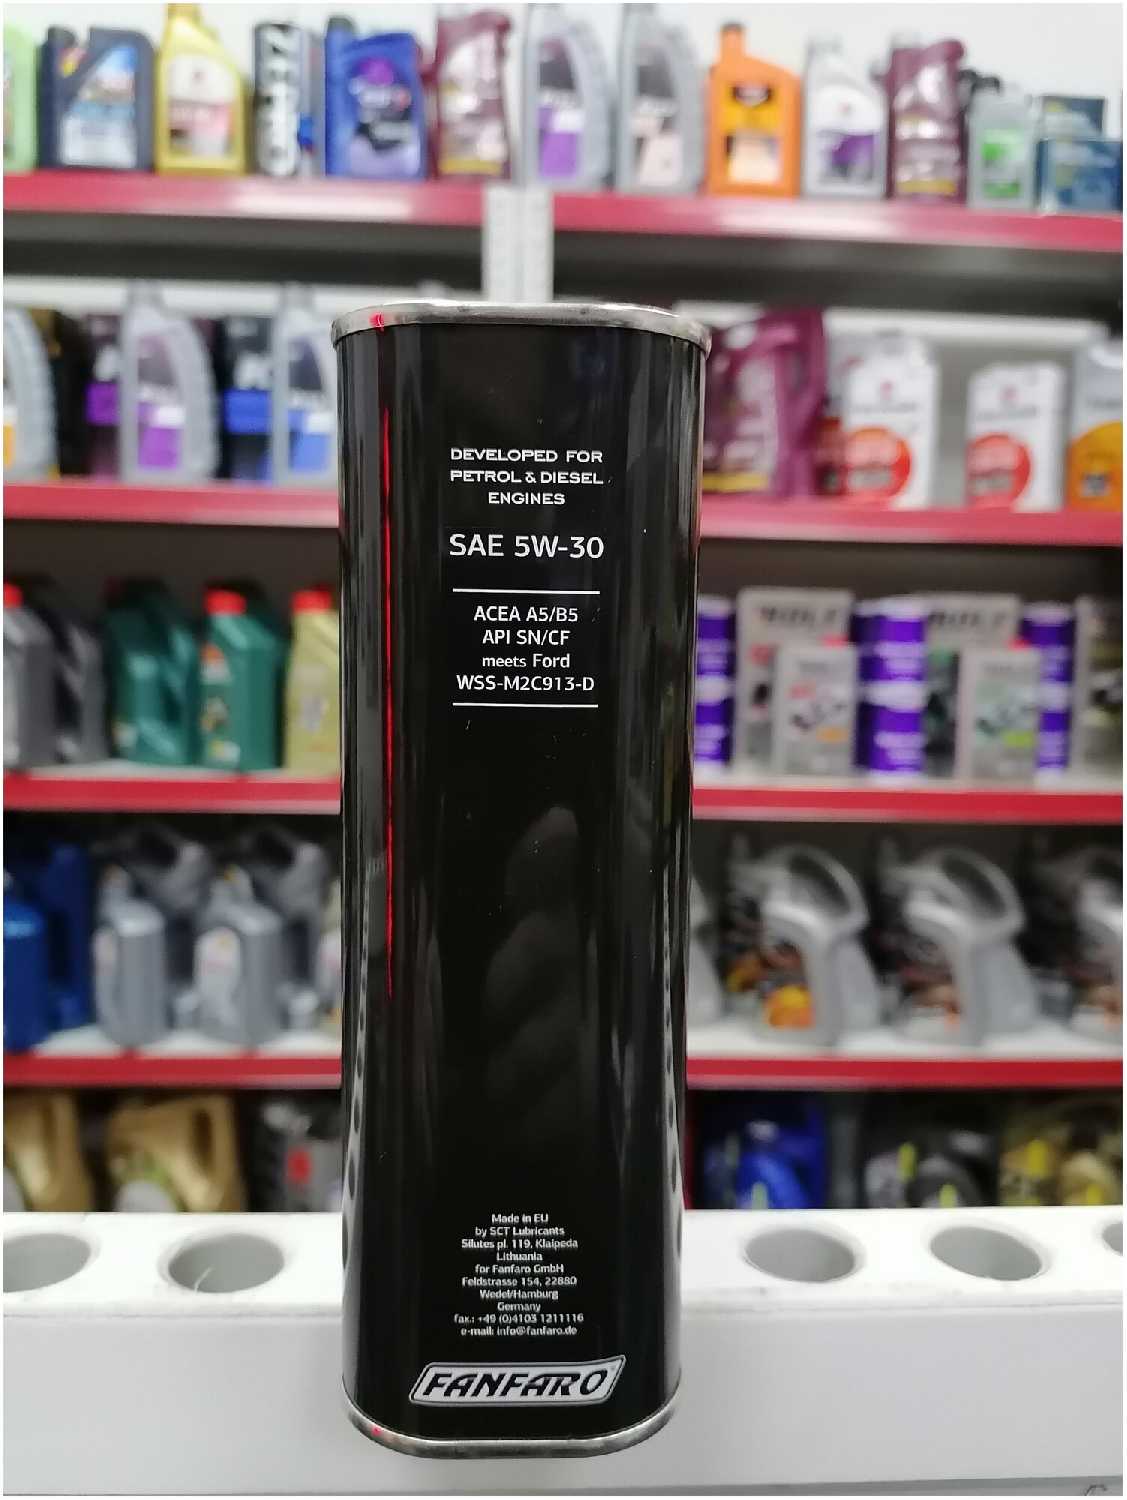 DEVELOPED FOR
PETROL & DIESEL
ENGINES
SAE 5W-30
ACEA A5/B5
API SN/CF
meets Ford
WSS-M2C913-D
Made in EU
by SCT Lubricants
Silutes pl. 119, Klaipeda
Lithuania
for Fanfaro GmbH
Feldstrasse 154, 22880
Wedel/Hamburg
Germany
fax.: +49 (0)4103 1211116
e-mail: info@fanfaro.de
FANFARO